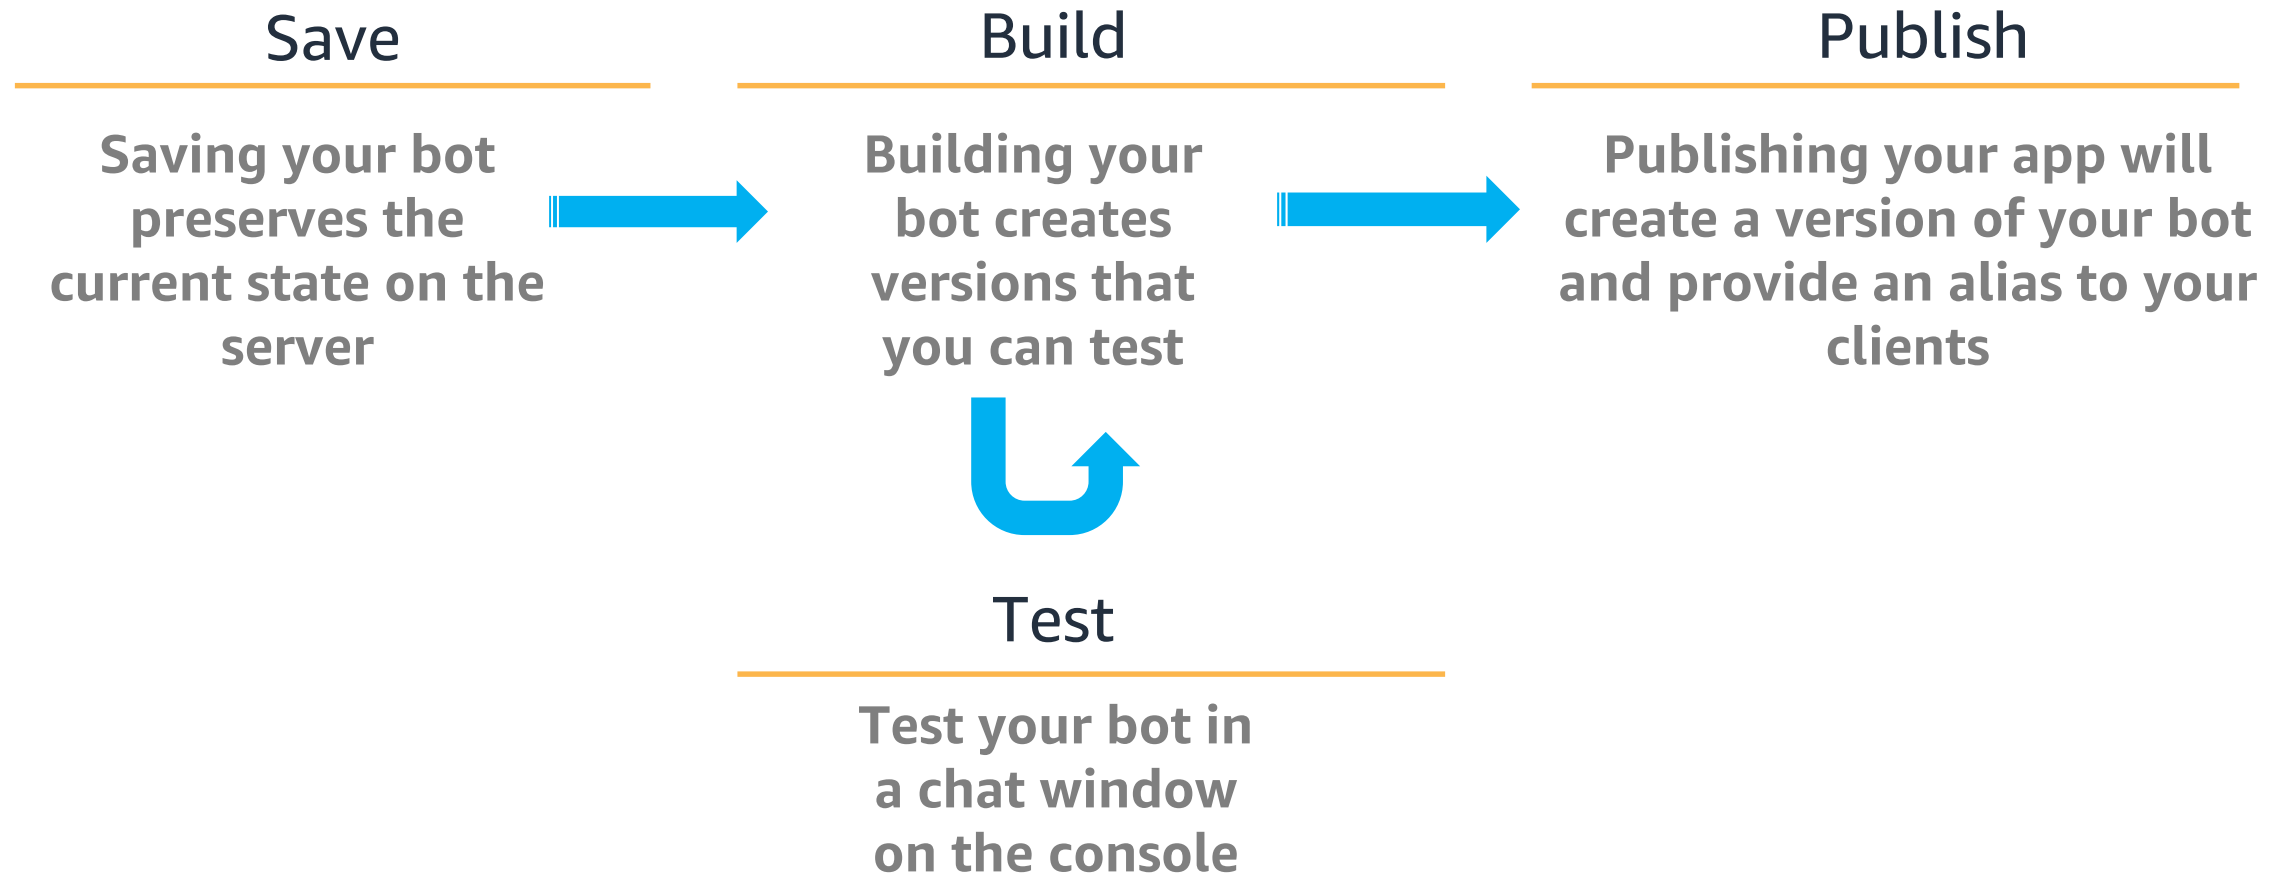 Save
Saving your bot
preserves the
current state on the
server
Build
Building your
bot creates
versions that
you can test
Publish
Publishing your app will
create a version of your bot
and provide an alias to your
clients
Test
Test your bot in
a chat window
on the console